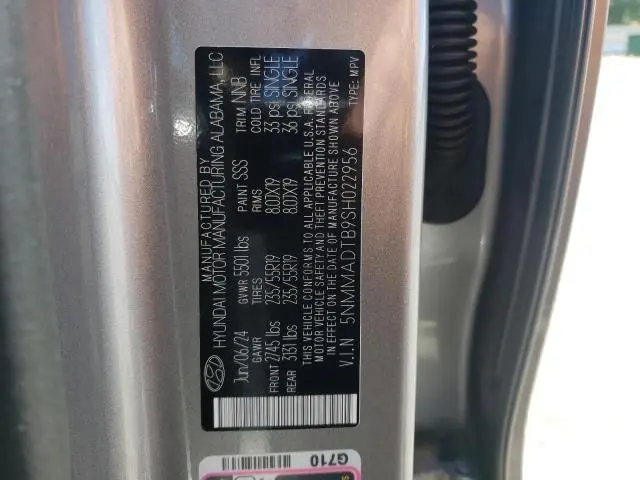 MANUFACTURED BY
HYUNDAI MOTOR MANUFACTURING ALABAMA, LLC
Jun/06/24 GVWR 5501 lbs PAINT SSS TRIM NNB
GAWR TIRES RIMS COLD TIRE INFL
FRONT 2745 lbs 235/55R19 8.0JX19 33 psi SINGLE
REAR 3131 lbs 235/55R19 8.0JX19 36 psi SINGLE
THIS VEHICLE CONFORMS TO ALL APPLICABLE U.S.A. FEDERAL
MOTOR VEHICLE SAFETY AND THEFT PREVENTION STANDARDS
IN EFFECT ON THE DATE OF MANUFACTURE SHOWN ABOVE
V.I.N 5NMMADTB9SH022956 TYPE: MPV
G710